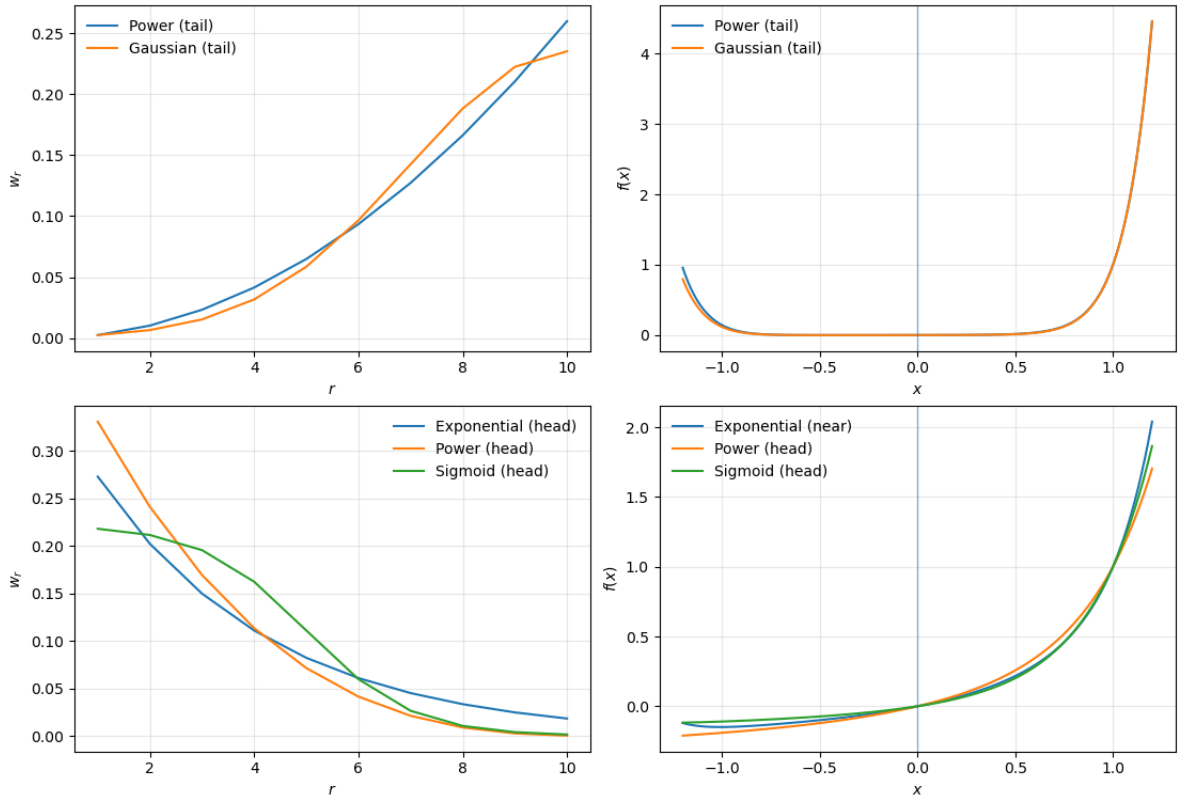 Power (tail)
Gaussian (tail)
0.25
0.20
0.15
0.10
0.05
0.00
w_r
2 4 6 8 10
r
Power (tail)
Gaussian (tail)
4
3
2
1
0
f(x)
−1.0 −0.5 0.0 0.5 1.0
x
Exponential (head)
Power (head)
Sigmoid (head)
0.30
0.25
0.20
0.15
0.10
0.05
0.00
w_r
2 4 6 8 10
r
Exponential (near)
Power (head)
Sigmoid (head)
2.0
1.5
1.0
0.5
0.0
f(x)
−1.0 −0.5 0.0 0.5 1.0
x